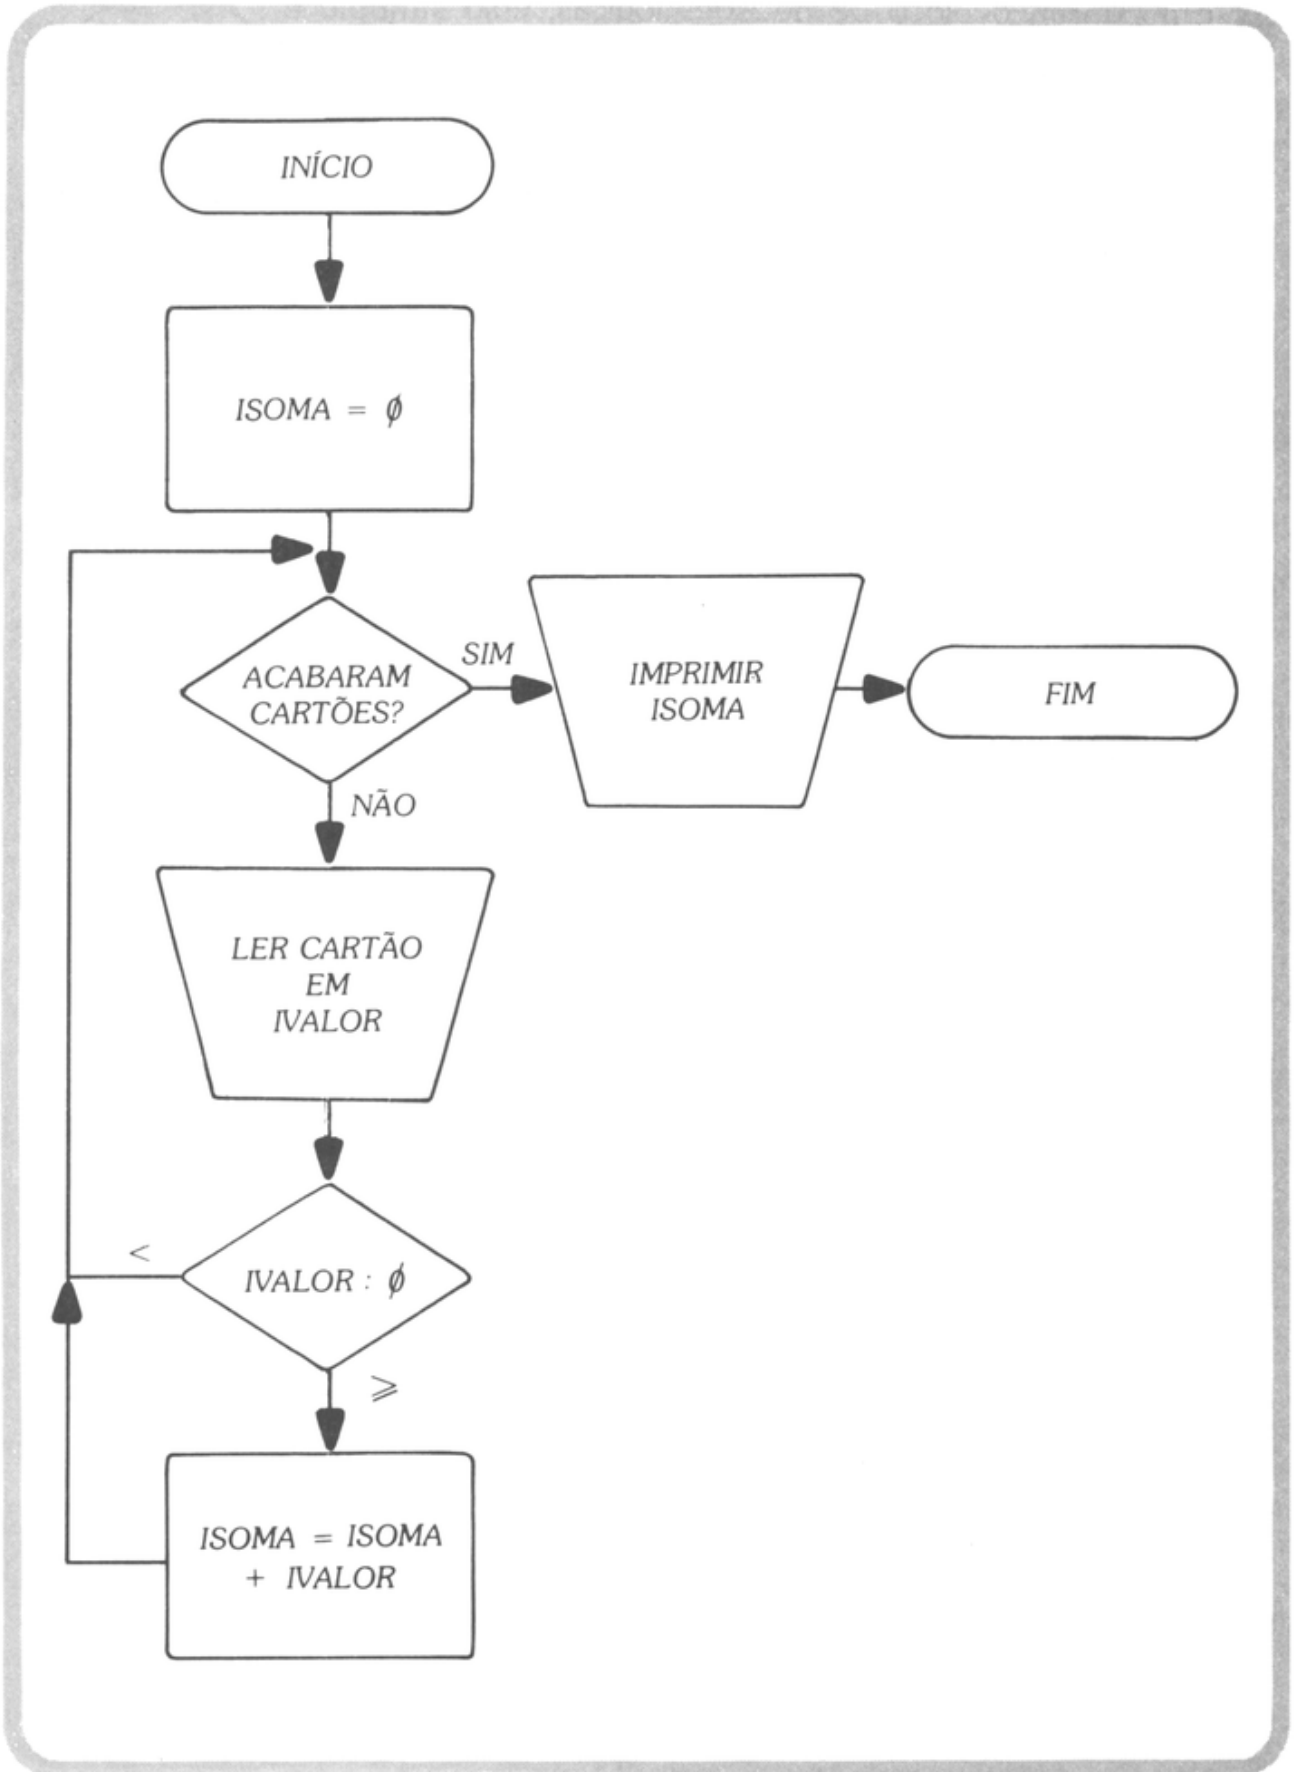 INÍCIO
ISOMA = ϕ
ACABARAM
CARTÕES?
SIM
IMPRIMIR
ISOMA
FIM
NÃO
LER CARTÃO
EM
IVALOR
<
IVALOR : ϕ
⩾
ISOMA = ISOMA
+ IVALOR